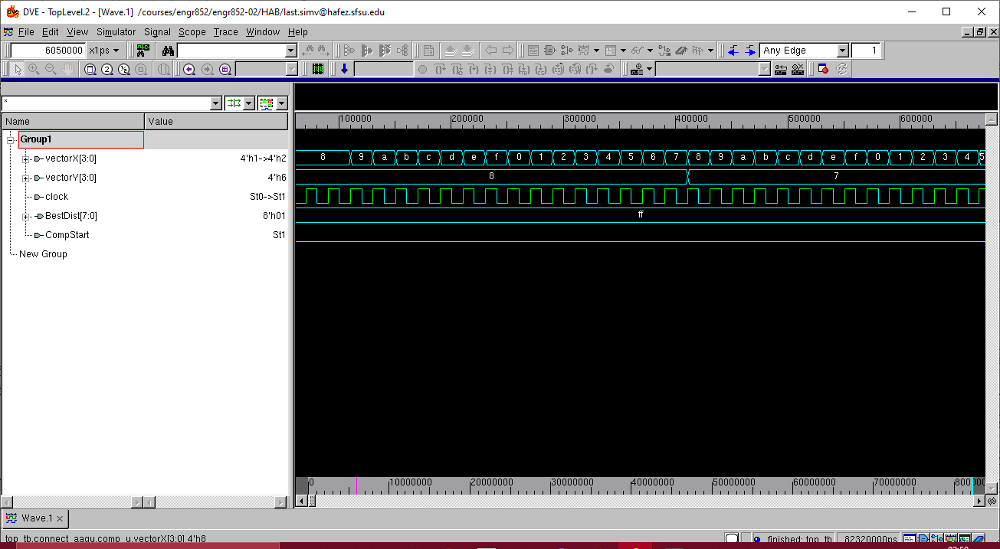 DVE - TopLevel.2 - [Wave.1] /courses/engr852/engr852-02/HAB/last.simv@hafez.sfsu.edu
File Edit View Simulator Signal Scope Trace Window Help
6050000 x1ps Any Edge 1
*
Name Value
100000 200000 300000 400000 500000 600000
Group1
vectorX[3:0] 4'h1->4'h2 8 9 a b c d e f 0 1 2 3 4 5 6 7 8 9 a b c d e f 0 1 2 3 4 5
vectorY[3:0] 4'h6 8 7
clock St0->St1
BestDist[7:0] 8'h01 ff
CompStart St1
New Group
0 10000000 20000000 30000000 40000000 50000000 60000000 70000000
Wave.1
top_tb.connect_aagu.comp_u.vectorX[3:0] 4'h8 finished: top_tb 82320000ps